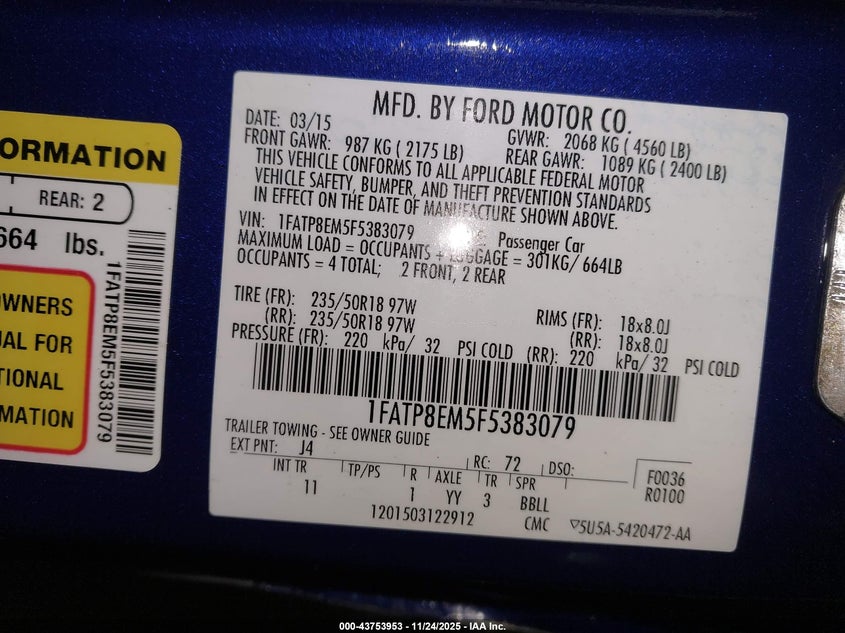 ORMATION
REAR: 2
664 lbs.
OWNERS
AL FOR
TIONAL
MATION
1FATP8EM5F5383079
MFD. BY FORD MOTOR CO.
DATE: 03/15 GVWR: 2068 KG ( 4560 LB)
FRONT GAWR: 987 KG ( 2175 LB) REAR GAWR: 1089 KG ( 2400 LB)
THIS VEHICLE CONFORMS TO ALL APPLICABLE FEDERAL MOTOR
VEHICLE SAFETY, BUMPER, AND THEFT PREVENTION STANDARDS
IN EFFECT ON THE DATE OF MANUFACTURE SHOWN ABOVE.
VIN: 1FATP8EM5F5383079 Passenger Car
MAXIMUM LOAD = OCCUPANTS + LUGGAGE = 301KG/ 664LB
OCCUPANTS = 4 TOTAL; 2 FRONT, 2 REAR
TIRE (FR): 235/50R18 97W RIMS (FR): 18x8.0J
(RR): 235/50R18 97W (RR): 18x8.0J
PRESSURE (FR): 220 kPa/ 32 PSI COLD (RR): 220 kPa/ 32 PSI COLD
1FATP8EM5F5383079
TRAILER TOWING - SEE OWNER GUIDE
EXT PNT: J4 RC: 72 DSO: F0036
R0100
INT TR TP/PS R AXLE TR SPR
11 1 YY 3 BBLL
1201503122912 CMC 5U5A-5420472-AA
000-43753953 - 11/24/2025 - IAA Inc.